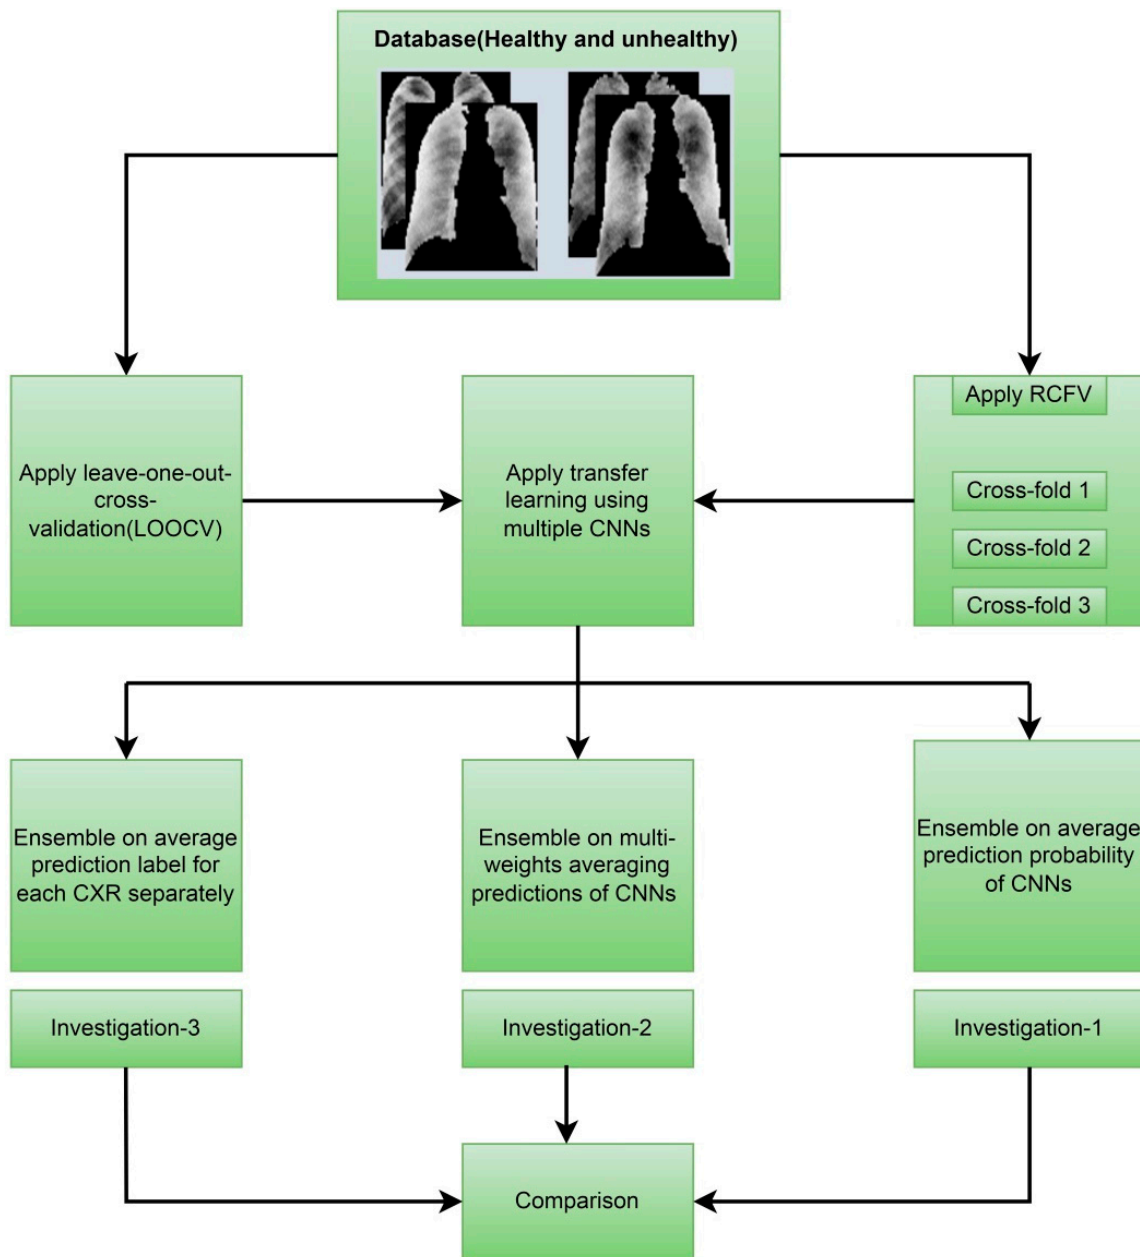 Database(Healthy and unhealthy)
Apply leave-one-out-
cross-
validation(LOOCV)
Apply transfer
learning using
multiple CNNs
Apply RCFV
Cross-fold 1
Cross-fold 2
Cross-fold 3
Ensemble on average
prediction label for
each CXR separately
Ensemble on multi-
weights averaging
predictions of CNNs
Ensemble on average
prediction probability
of CNNs
Investigation-3
Investigation-2
Investigation-1
Comparison